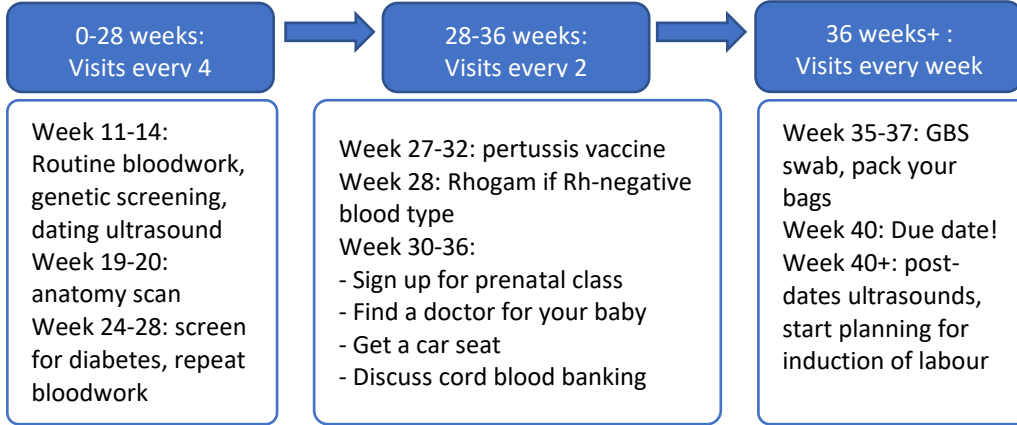 0-28 weeks:
Visits every 4
28-36 weeks:
Visits every 2
36 weeks+ :
Visits every week
Week 11-14:
Routine bloodwork,
genetic screening,
dating ultrasound
Week 19-20:
anatomy scan
Week 24-28: screen
for diabetes, repeat
bloodwork
Week 27-32: pertussis vaccine
Week 28: Rhogam if Rh-negative
blood type
Week 30-36:
- Sign up for prenatal class
- Find a doctor for your baby
- Get a car seat
- Discuss cord blood banking
Week 35-37: GBS
swab, pack your
bags
Week 40: Due date!
Week 40+: post-
dates ultrasounds,
start planning for
induction of labour